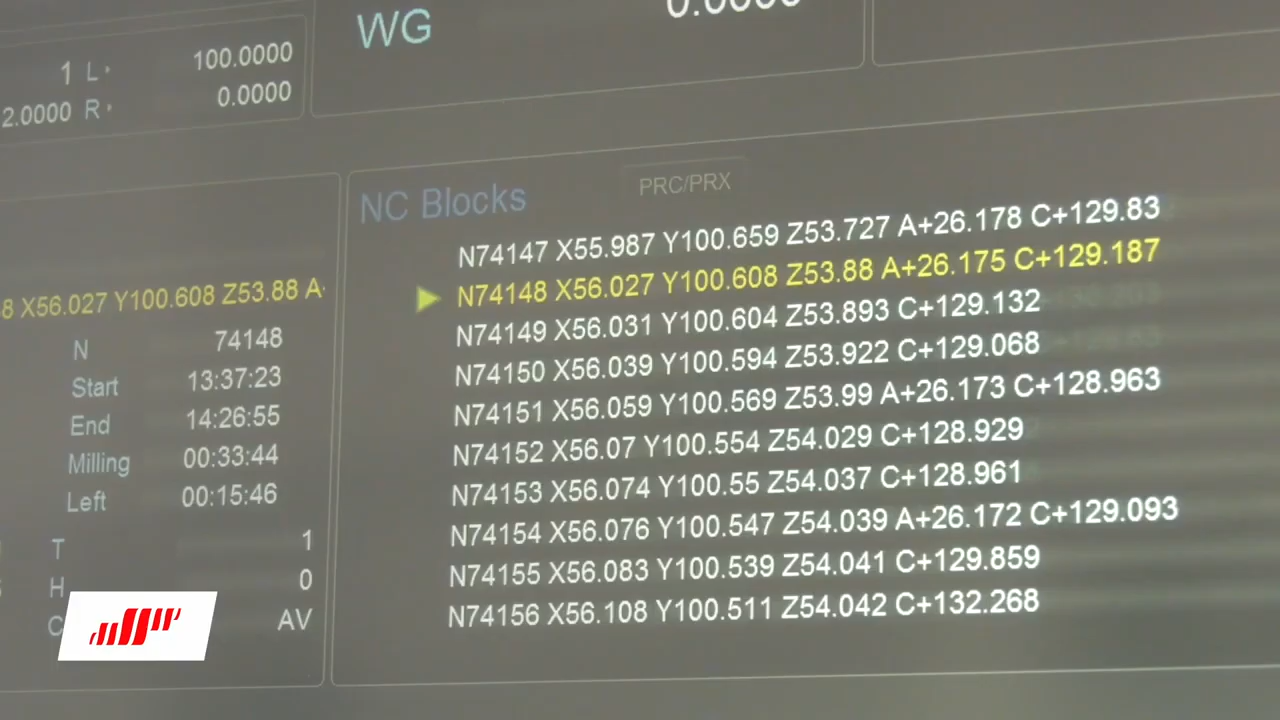 WG
1 L 100.0000
2.0000 R 0.0000
NC Blocks
PRC/PRX
N74147 X55.987 Y100.659 Z53.727 A+26.178 C+129.83
N74148 X56.027 Y100.608 Z53.88 A+26.175 C+129.187
N74149 X56.031 Y100.604 Z53.893 C+129.132
N74150 X56.039 Y100.594 Z53.922 C+129.068
N74151 X56.059 Y100.569 Z53.99 A+26.173 C+128.963
N74152 X56.07 Y100.554 Z54.029 C+128.929
N74153 X56.074 Y100.55 Z54.037 C+128.961
N74154 X56.076 Y100.547 Z54.039 A+26.172 C+129.093
N74155 X56.083 Y100.539 Z54.041 C+129.859
N74156 X56.108 Y100.511 Z54.042 C+132.268
8 X56.027 Y100.608 Z53.88 A
N 74148
Start 13:37:23
End 14:26:55
Milling 00:33:44
Left 00:15:46
T 1
H 0
C AV